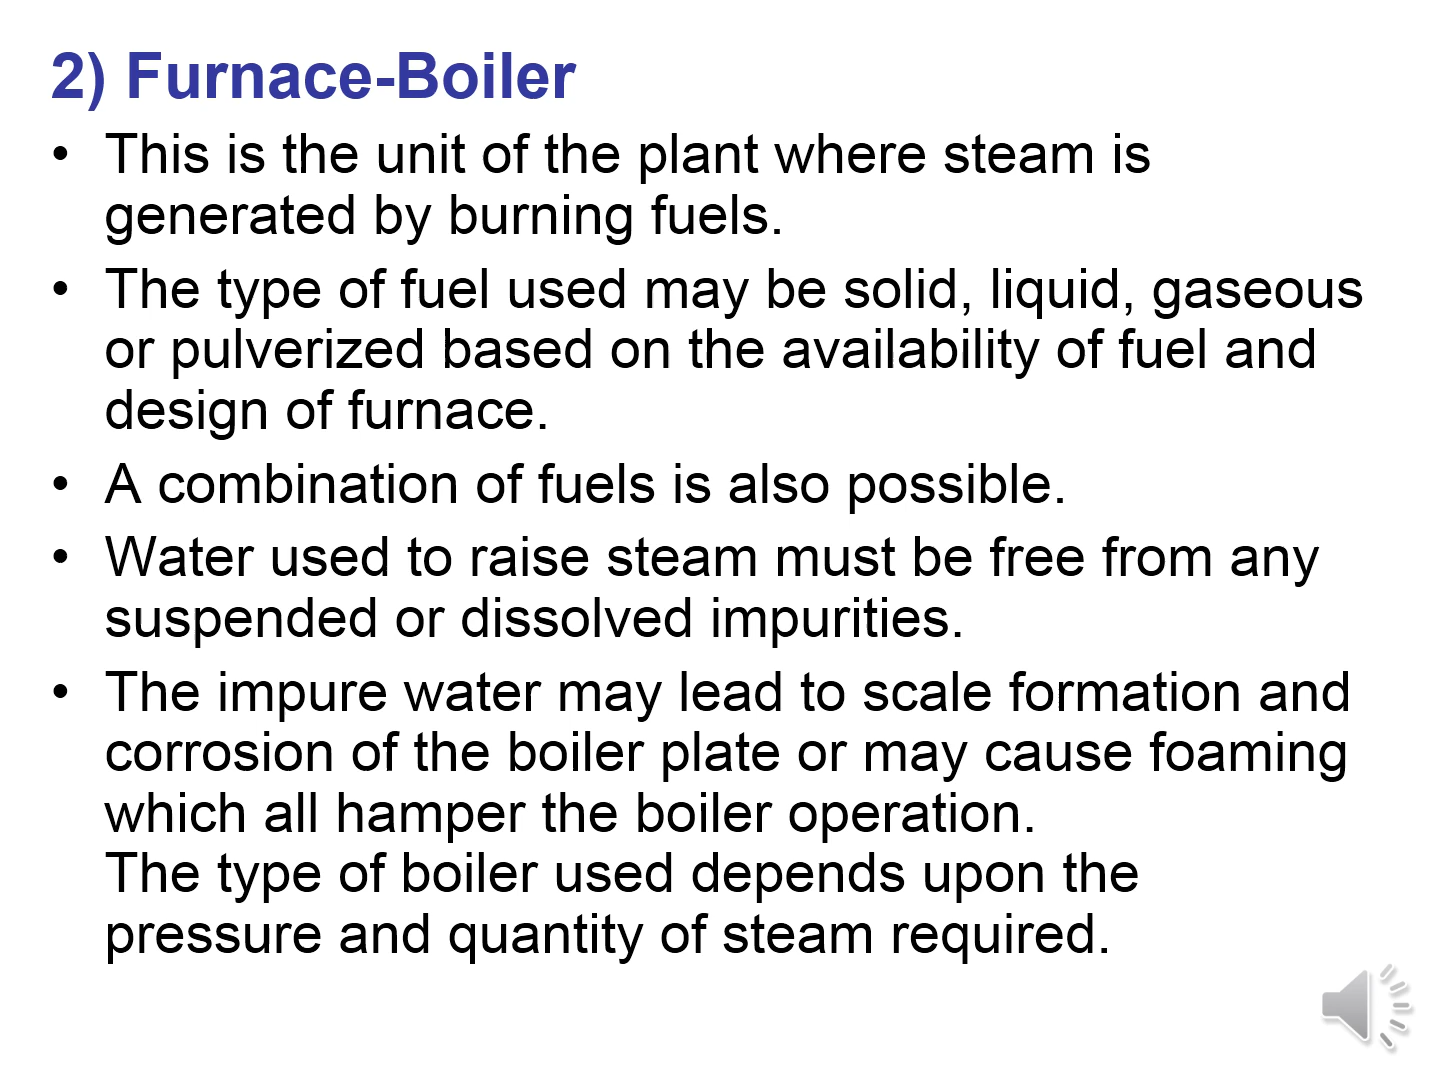 2) Furnace-Boiler
• This is the unit of the plant where steam is
generated by burning fuels.
• The type of fuel used may be solid, liquid, gaseous
or pulverized based on the availability of fuel and
design of furnace.
• A combination of fuels is also possible.
• Water used to raise steam must be free from any
suspended or dissolved impurities.
• The impure water may lead to scale formation and
corrosion of the boiler plate or may cause foaming
which all hamper the boiler operation.
The type of boiler used depends upon the
pressure and quantity of steam required.